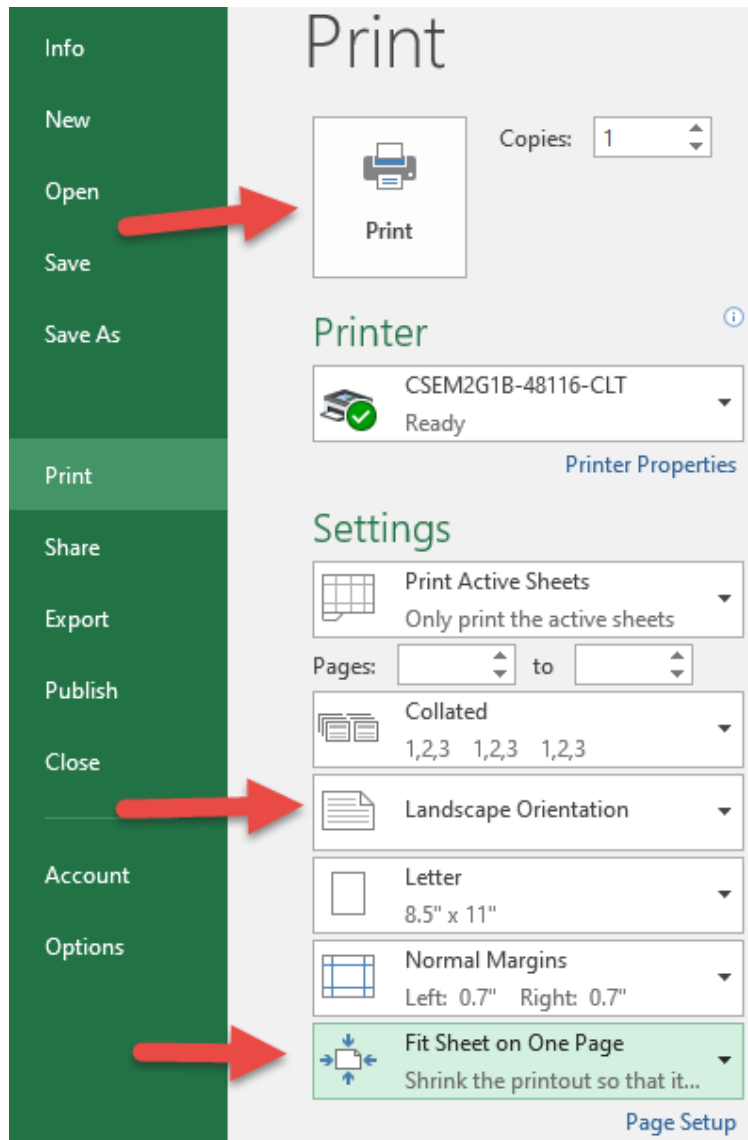 Info
New
Open
Save
Save As
Print
Share
Export
Publish
Close
Account
Options
Print
Copies: 1
Print
Printer
CSEM2G1B-48116-CLT
Ready
Printer Properties
Settings
Print Active Sheets
Only print the active sheets
Pages: to
Collated
1,2,3 1,2,3 1,2,3
Landscape Orientation
Letter
8.5" x 11"
Normal Margins
Left: 0.7" Right: 0.7"
Fit Sheet on One Page
Shrink the printout so that it...
Page Setup